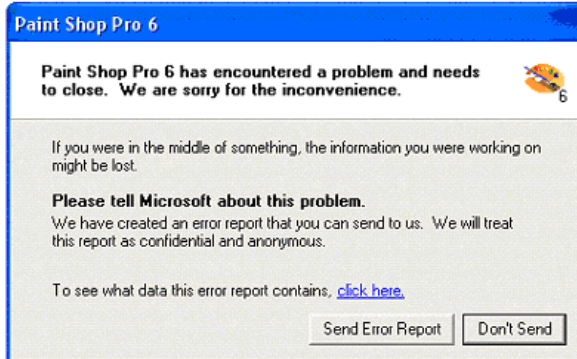 Paint Shop Pro 6
Paint Shop Pro 6 has encountered a problem and needs
to close. We are sorry for the inconvenience.
6
If you were in the middle of something, the information you were working on
might be lost.
Please tell Microsoft about this problem.
We have created an error report that you can send to us. We will treat
this report as confidential and anonymous.
To see what data this error report contains, click here.
Send Error Report Don't Send